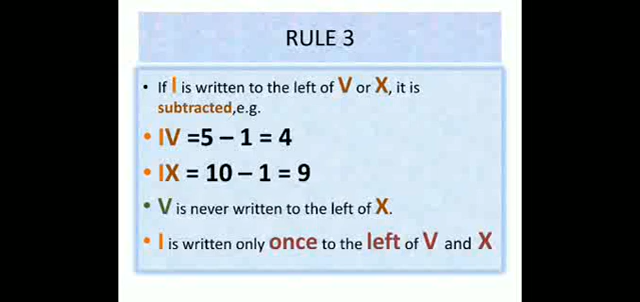 RULE 3
• If I is written to the left of V or X, it is
subtracted,e.g.
• IV =5 – 1 = 4
• IX = 10 – 1 = 9
• V is never written to the left of X.
• I is written only once to the left of V and X